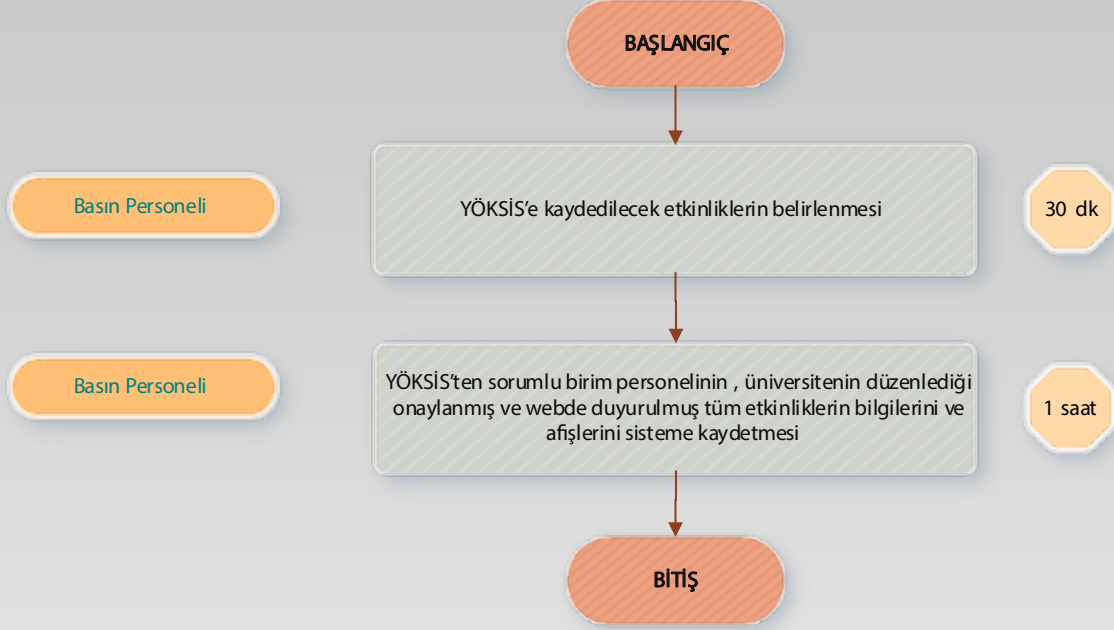 BAŞLANGIÇ
Basın Personeli
YÖKSİS’e kaydedilecek etkinliklerin belirlenmesi
30 dk
Basın Personeli
YÖKSİS’ten sorumlu birim personelinin , üniversitenin düzenlediği
onaylanmış ve webde duyurulmuş tüm etkinliklerin bilgilerini ve
afişlerini sisteme kaydetmesi
1 saat
BİTİŞ